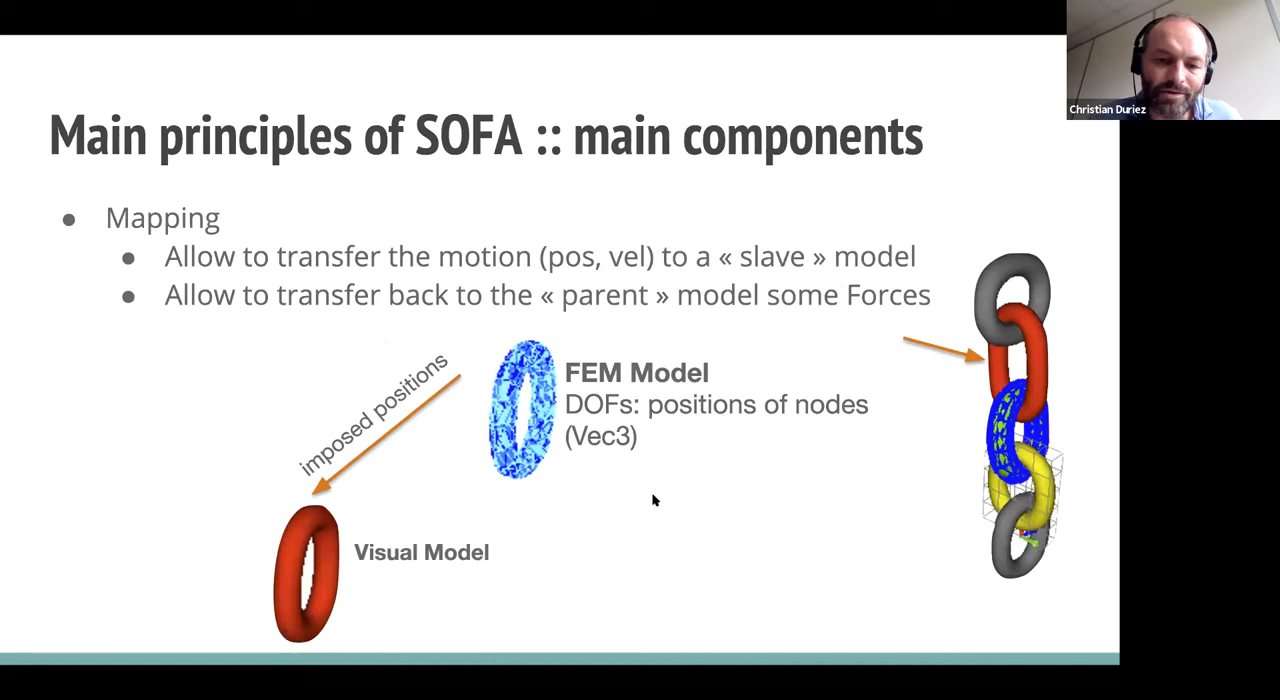 Christian Duriez
Main principles of SOFA :: main components
● Mapping
● Allow to transfer the motion (pos, vel) to a « slave » model
● Allow to transfer back to the « parent » model some Forces
imposed positions
FEM Model
DOFs: positions of nodes
(Vec3)
Visual Model